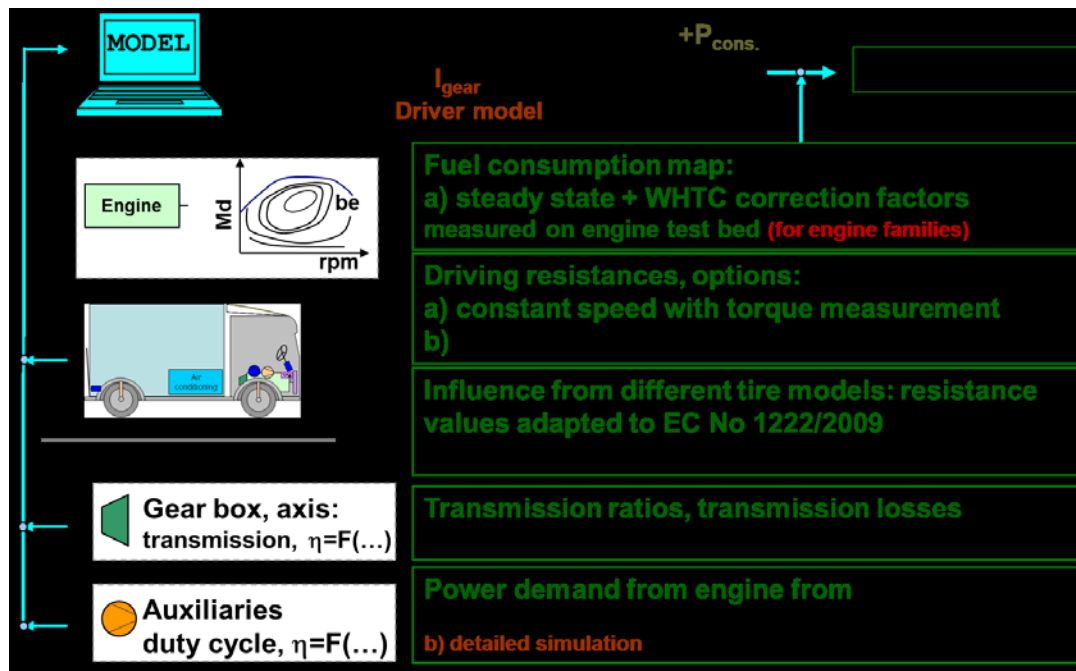 MODEL
+Pcons.
Igear
Driver model
Engine
Md
be
rpm
Fuel consumption map:
a) steady state + WHTC correction factors
measured on engine test bed (for engine families)
Driving resistances, options:
a) constant speed with torque measurement
b)
Air
conditioning
Influence from different tire models: resistance
values adapted to EC No 1222/2009
Gear box, axis:
transmission, η=F(...)
Transmission ratios, transmission losses
Auxiliaries
duty cycle, η=F(...)
Power demand from engine from
b) detailed simulation